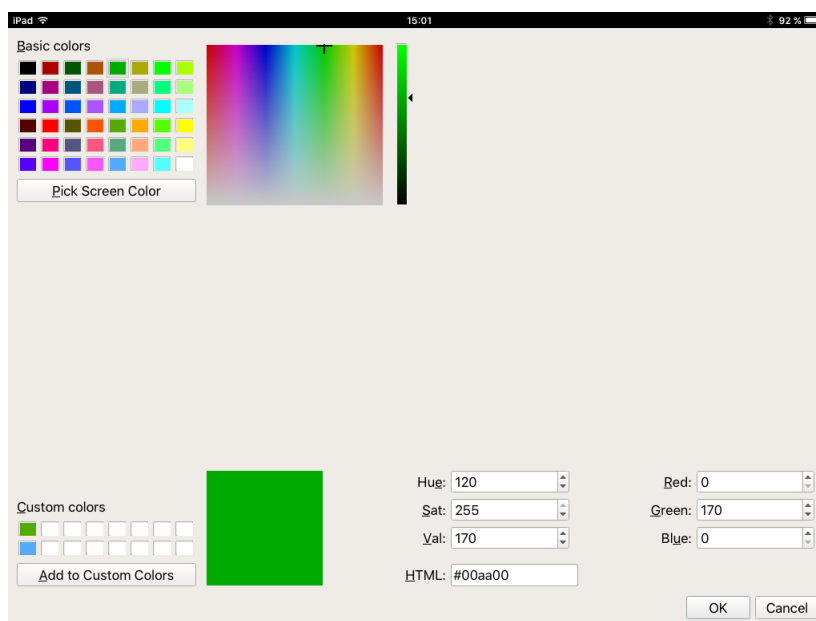 iPad 15:01 92 %
Basic colors
Pick Screen Color
Hue: 120 Red: 0
Custom colors Sat: 255 Green: 170
Val: 170 Blue: 0
Add to Custom Colors HTML: #00aa00
OK Cancel